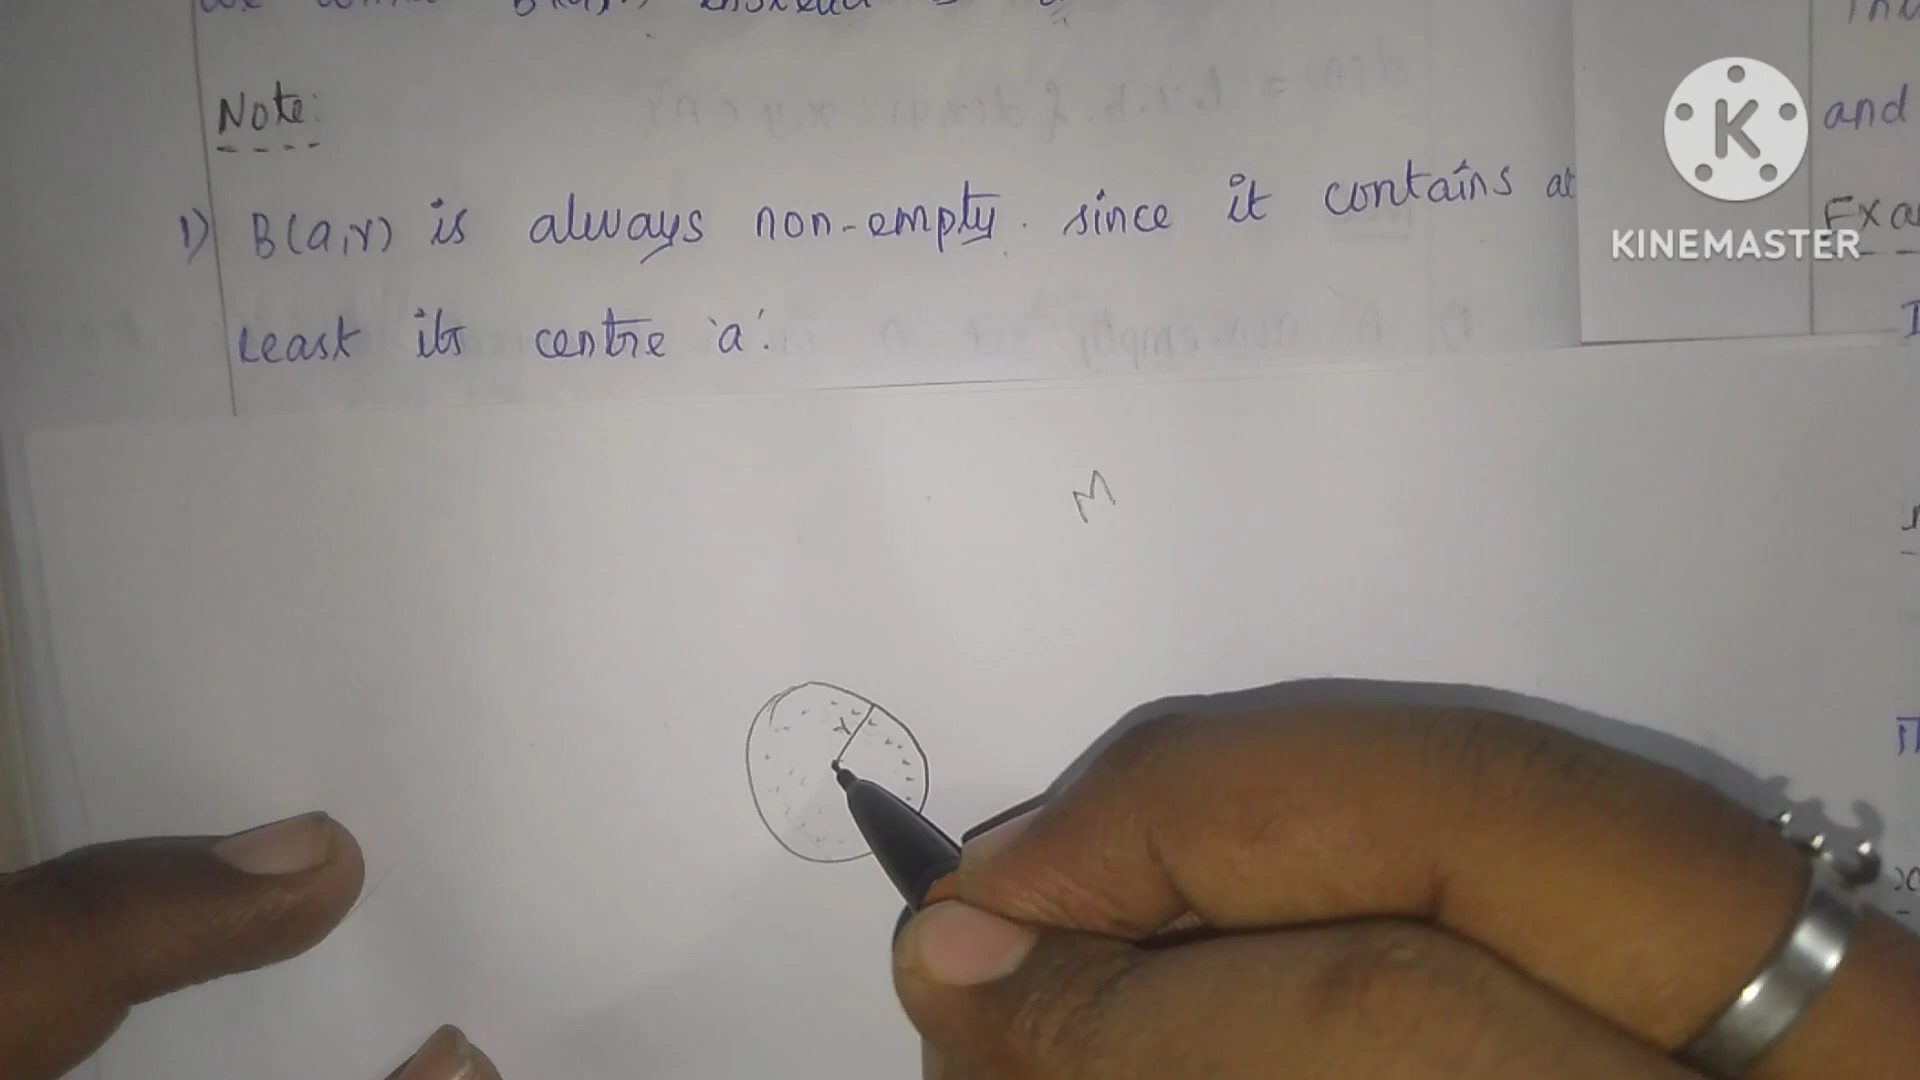 Note:
and
1) B(a,r) is always non-empty. since it contains at
Least its centre 'a'.
K
KINEMASTER
M
r